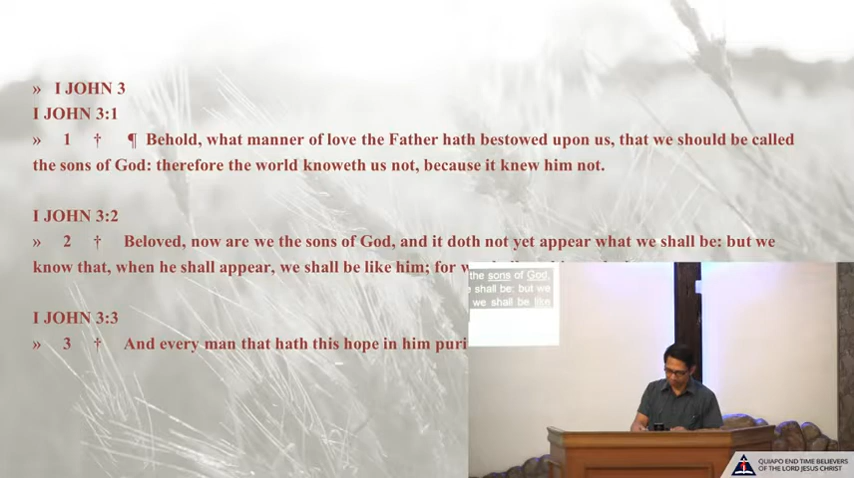 » I JOHN 3
I JOHN 3:1
» 1 † ¶ Behold, what manner of love the Father hath bestowed upon us, that we should be called
the sons of God: therefore the world knoweth us not, because it knew him not.
I JOHN 3:2
» 2 † Beloved, now are we the sons of God, and it doth not yet appear what we shall be: but we
know that, when he shall appear, we shall be like him; for
I JOHN 3:3
» 3 † And every man that hath this hope in him puri
the sons of God,
shall be: but we
we shall be like
QUIAPO END TIME BELIEVERS
OF THE LORD JESUS CHRIST